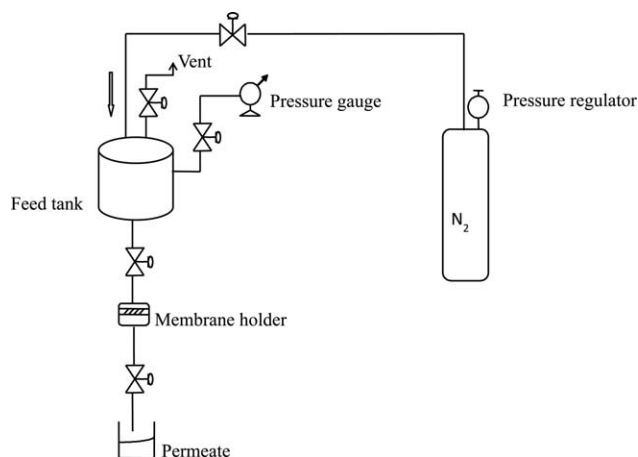 Vent
Pressure gauge
Pressure regulator
Feed tank
N₂
Membrane holder
Permeate